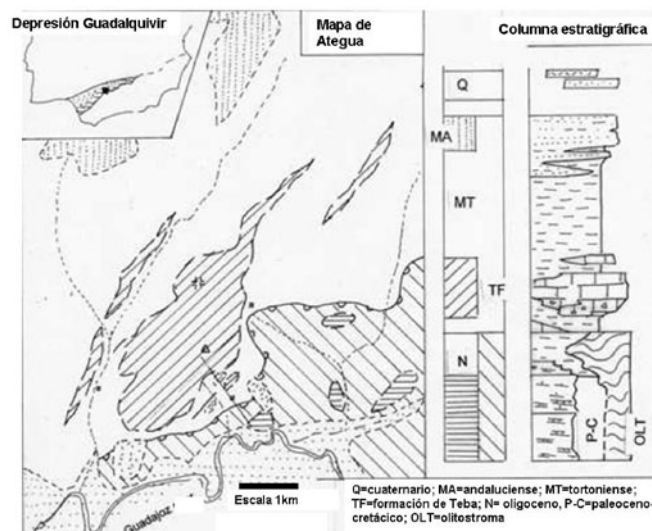 Depresión Guadalquivir
Mapa de
Ategua
Columna estratigráfica
Q
MA
MT
TF
N
P-C
OLT
Guadajoz
Escala 1km
Q=cuaternario; MA=andaluciense; MT=tortoniense;
TF=formación de Teba; N= oligoceno, P-C=paleoceno-
cretácico; OLT=olitostroma